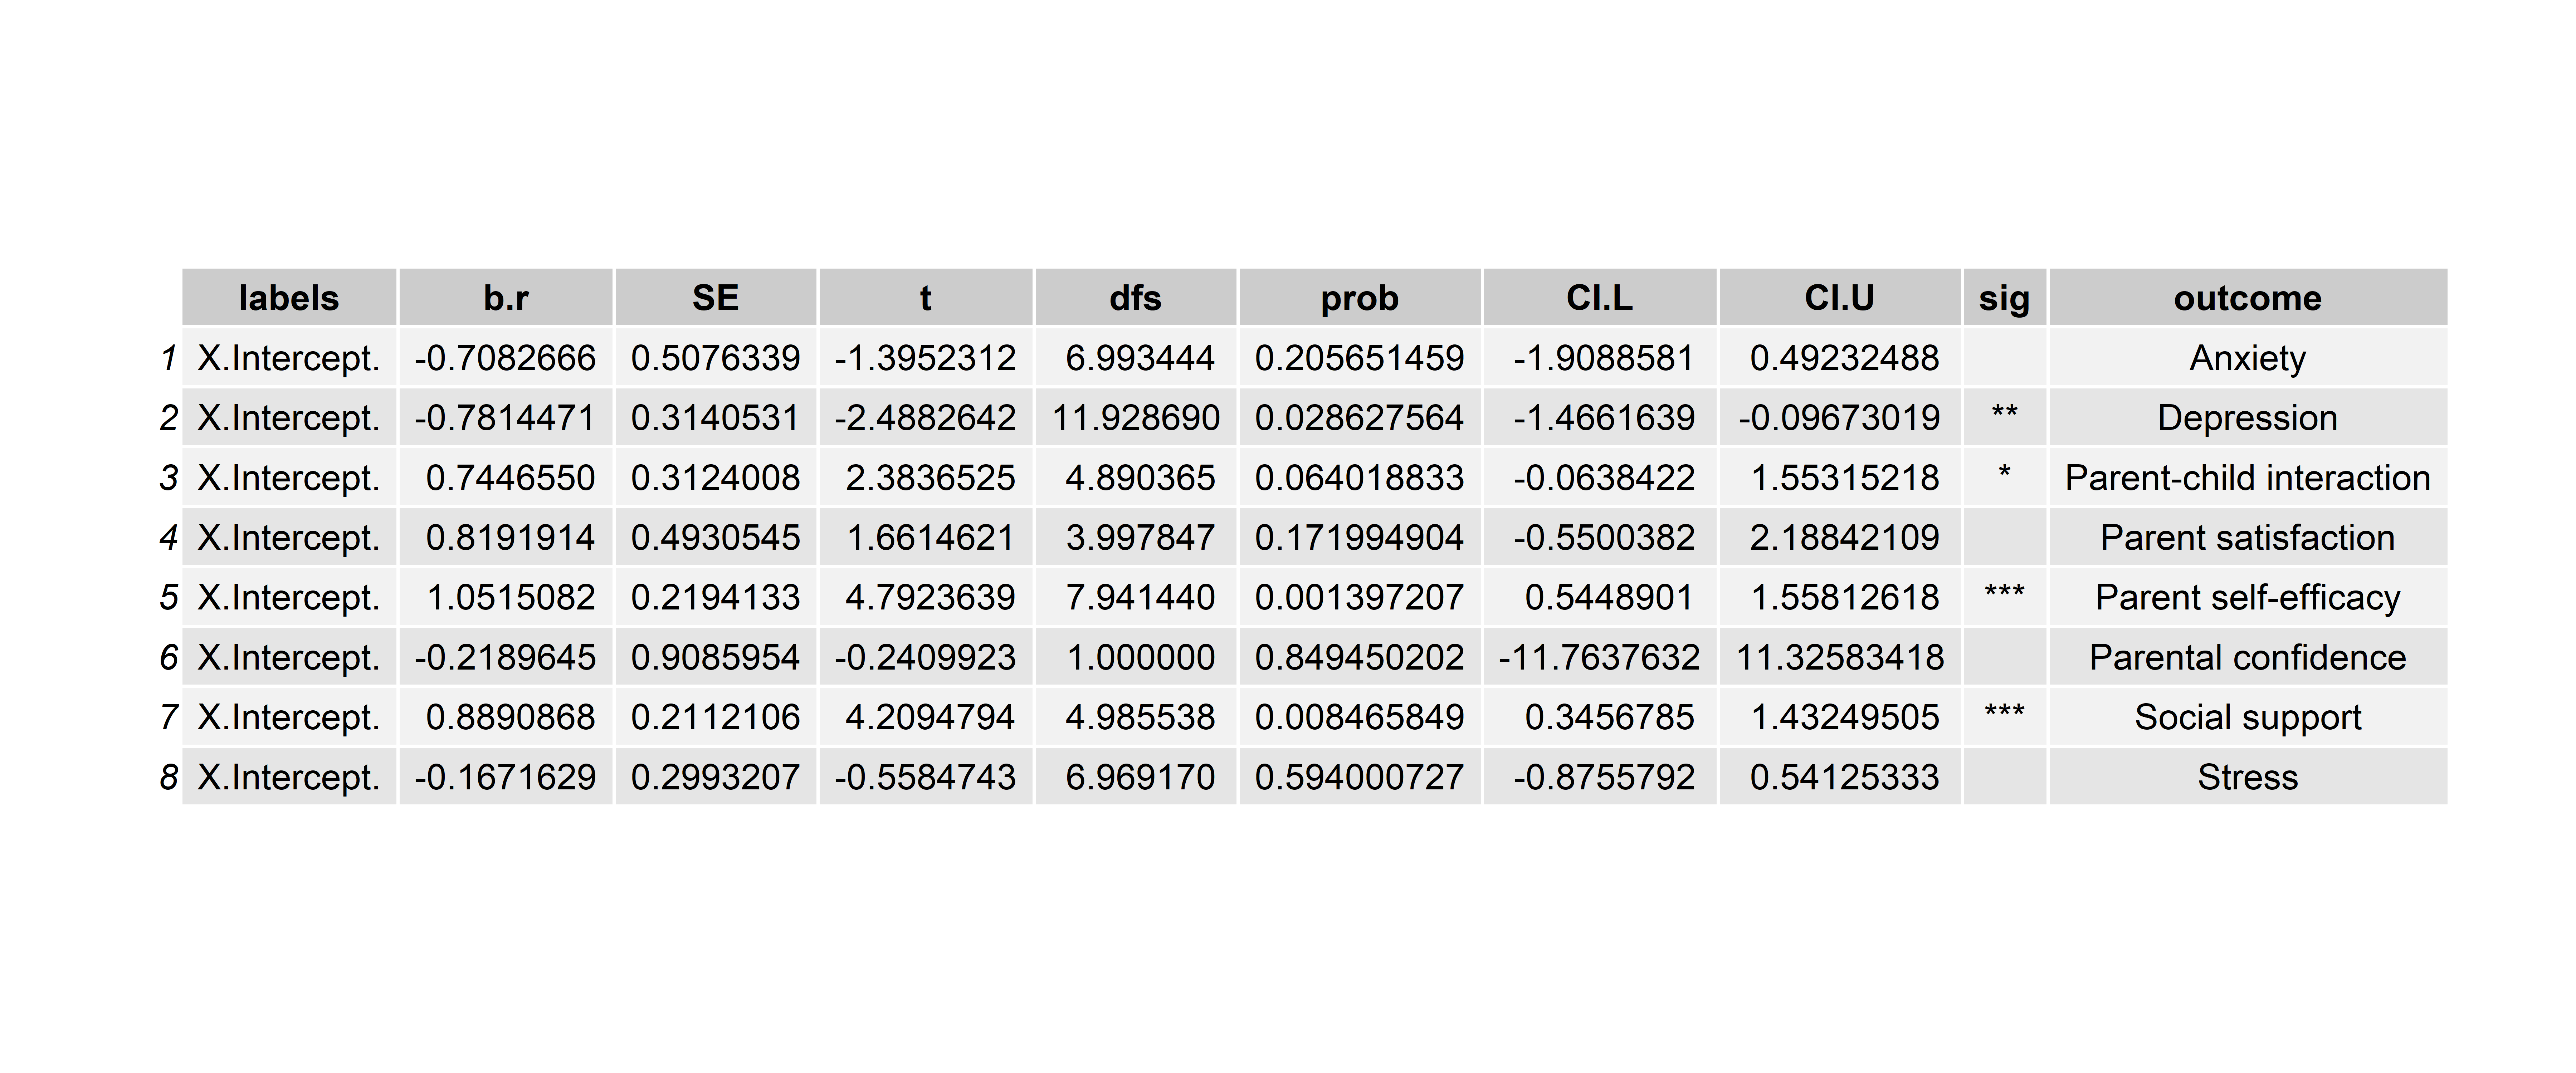 labels b.r SE t dfs prob CI.L CI.U sig outcome
1 X.Intercept. -0.7082666 0.5076339 -1.3952312 6.993444 0.205651459 -1.9088581 0.49232488 Anxiety
2 X.Intercept. -0.7814471 0.3140531 -2.4882642 11.928690 0.028627564 -1.4661639 -0.09673019 ** Depression
3 X.Intercept. 0.7446550 0.3124008 2.3836525 4.890365 0.064018833 -0.0638422 1.55315218 * Parent-child interaction
4 X.Intercept. 0.8191914 0.4930545 1.6614621 3.997847 0.171994904 -0.5500382 2.18842109 Parent satisfaction
5 X.Intercept. 1.0515082 0.2194133 4.7923639 7.941440 0.001397207 0.5448901 1.55812618 *** Parent self-efficacy
6 X.Intercept. -0.2189645 0.9085954 -0.2409923 1.000000 0.849450202 -11.7637632 11.32583418 Parental confidence
7 X.Intercept. 0.8890868 0.2112106 4.2094794 4.985538 0.008465849 0.3456785 1.43249505 *** Social support
8 X.Intercept. -0.1671629 0.2993207 -0.5584743 6.969170 0.594000727 -0.8755792 0.54125333 Stress